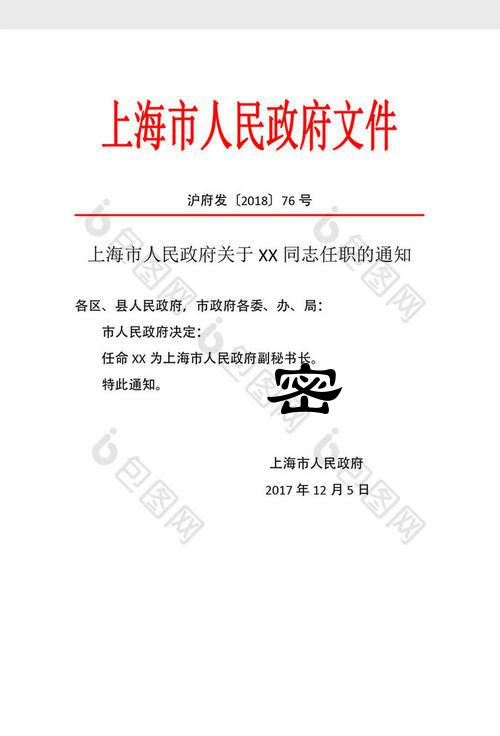 上海市人民政府文件
沪府发〔2018〕76 号
上海市人民政府关于 XX 同志任职的通知
各区、县人民政府，市政府各委、办、局：
市人民政府决定：
任命 XX 为上海市人民政府副秘书长。
特此通知。
密
上海市人民政府
2017 年 12 月 5 日
包图网
包图网
包图网
包图网
包图网
包图网